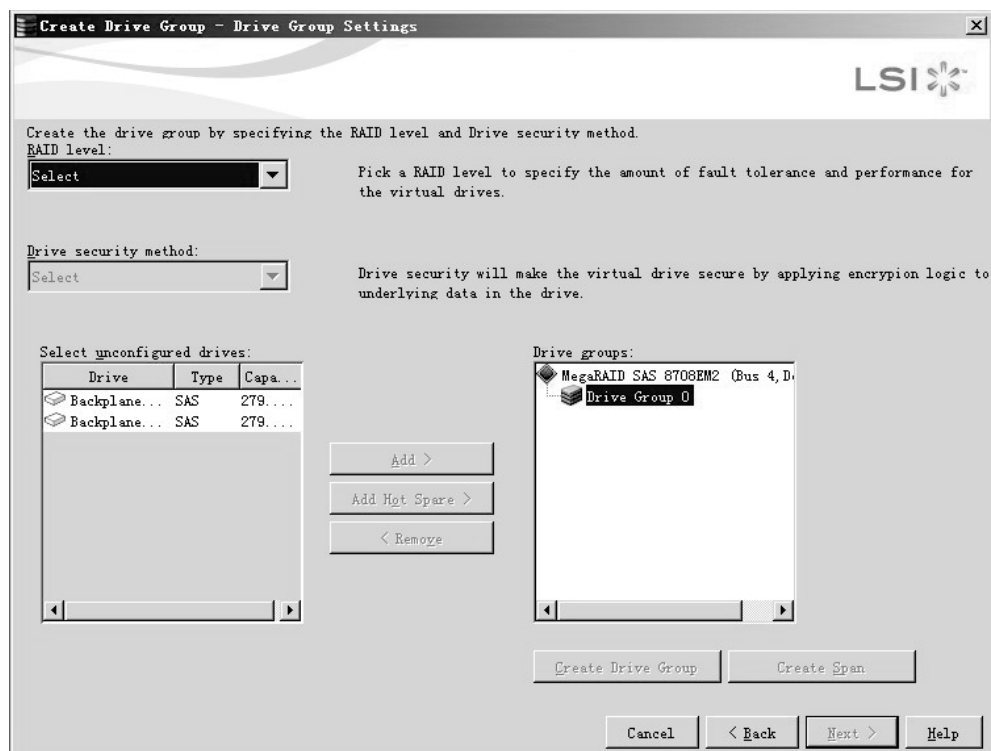 Create Drive Group - Drive Group Settings
LSI
Create the drive group by specifying the RAID level and Drive security method.
RAID level:
Select
Pick a RAID level to specify the amount of fault tolerance and performance for
the virtual drives.
Drive security method:
Select
Drive security will make the virtual drive secure by applying encrypion logic to
underlying data in the drive.
Select unconfigured drives:
Drive Type Capa...
Backplane... SAS 279....
Backplane... SAS 279....
Add >
Add Hot Spare >
< Remove
Drive groups:
MegaRAID SAS 8708EM2 (Bus 4,D
Drive Group 0
Create Drive Group
Create Span
Cancel
< Back
Next >
Help